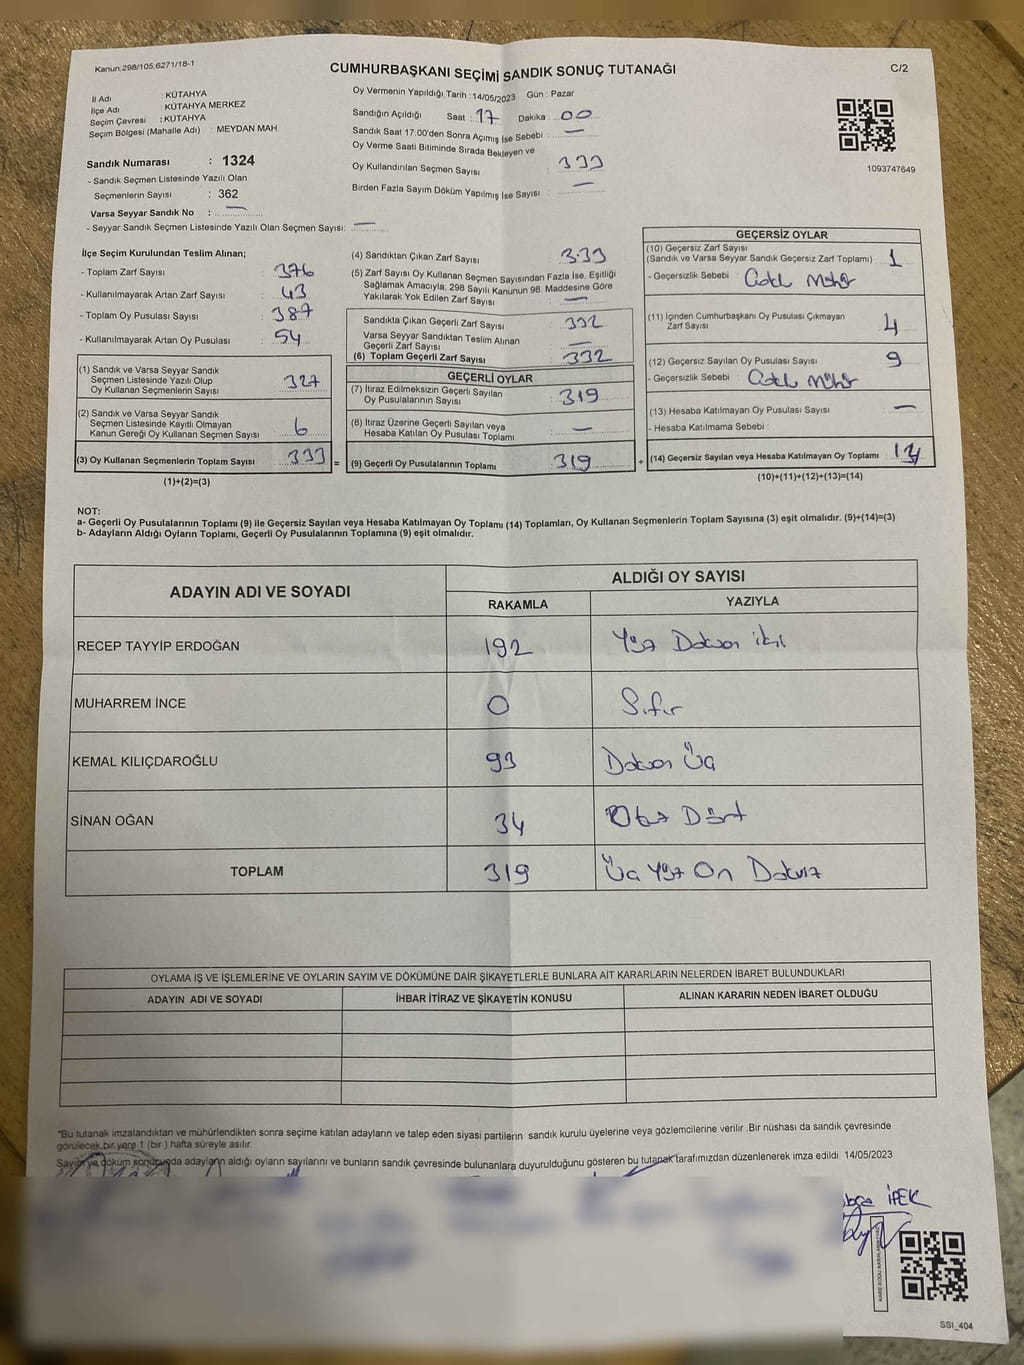 Kanun:298/105,6271/18-1
CUMHURBAŞKANI SEÇİMİ SANDIK SONUÇ TUTANAĞI
C/2
İl Adı : KÜTAHYA
İlçe Adı : KÜTAHYA MERKEZ
Seçim Çevresi : KÜTAHYA
Seçim Bölgesi (Mahalle Adı) : MEYDAN MAH.
Sandık Numarası : 1324
- Sandık Seçmen Listesinde Yazılı Olan
Seçmenlerin Sayısı : 362
Varsa Seyyar Sandık No : —
- Seyyar Sandık Seçmen Listesinde Yazılı Olan Seçmen Sayısı: —
Oy Vermenin Yapıldığı Tarih : 14/05/2023 Gün : Pazar
Sandığın Açıldığı Saat : 17 Dakika : 00
Sandık Saat 17:00'den Sonra Açımış İse Sebebi : —
Oy Verme Saati Bitiminde Sırada Bekleyen ve
Oy Kullandırılan Seçmen Sayısı : 333
Birden Fazla Sayım Döküm Yapılmış İse Sayısı : —
1093747649
İlçe Seçim Kurulundan Teslim Alınan;
- Toplam Zarf Sayısı : 376
- Kullanılmayarak Artan Zarf Sayısı : 43
- Toplam Oy Pusulası Sayısı : 387
- Kullanılmayarak Artan Oy Pusulası : 54
(1) Sandık ve Varsa Seyyar Sandık
Seçmen Listesinde Yazılı Olup
Oy Kullanan Seçmenlerin Sayısı : 327
(2) Sandık ve Varsa Seyyar Sandık
Seçmen Listesinde Kayıtlı Olmayan
Kanun Gereği Oy Kullanan Seçmen Sayısı : 6
(3) Oy Kullanan Seçmenlerin Toplam Sayısı : 333 =
(1)+(2)=(3)
(4) Sandıktan Çıkan Zarf Sayısı : 333
(5) Zarf Sayısı Oy Kullanan Seçmen Sayısından Fazla İse, Eşitliği
Sağlamak Amacıyla, 298 Sayılı Kanunun 98. Maddesine Göre
Yakılarak Yok Edilen Zarf Sayısı : —
Sandıkta Çıkan Geçerli Zarf Sayısı : 332
Varsa Seyyar Sandıktan Teslim Alınan
Geçerli Zarf Sayısı : —
(6) Toplam Geçerli Zarf Sayısı : 332
GEÇERLİ OYLAR
(7) İtiraz Edilmeksizin Geçerli Sayılan
Oy Pusulalarının Sayısı : 319
(8) İtiraz Üzerine Geçerli Sayılan veya
Hesaba Katılan Oy Pusulası Toplamı : —
(9) Geçerli Oy Pusulalarının Toplamı : 319 +
GEÇERSİZ OYLAR
(10) Geçersiz Zarf Sayısı
(Sandık ve Varsa Seyyar Sandık Geçersiz Zarf Toplamı) : 1
- Geçersizlik Sebebi :
(11) İçinden Cumhurbaşkanı Oy Pusulası Çıkmayan
Zarf Sayısı : 4
(12) Geçersiz Sayılan Oy Pusulası Sayısı : 9
- Geçersizlik Sebebi :
(13) Hesaba Katılmayan Oy Pusulası Sayısı : —
- Hesaba Katılmama Sebebi :
(14) Geçersiz Sayılan veya Hesaba Katılmayan Oy Toplamı :
(10)+(11)+(12)+(13)=(14)
NOT:
a- Geçerli Oy Pusulalarının Toplamı (9) ile Geçersiz Sayılan veya Hesaba Katılmayan Oy Toplamı (14) Toplamları, Oy Kullanan Seçmenlerin Toplam Sayısına (3) eşit olmalıdır. (9)+(14)=(3)
b- Adayların Aldığı Oyların Toplamı, Geçerli Oy Pusulalarının Toplamına (9) eşit olmalıdır.
ADAYIN ADI VE SOYADI
ALDIĞI OY SAYISI
RAKAMLA YAZIYLA
RECEP TAYYİP ERDOĞAN 192 Yüz Doksan iki
MUHARREM İNCE 0 Sıfır
KEMAL KILIÇDAROĞLU 93 Doksan Üç
SİNAN OĞAN 34 Otuz Dört
TOPLAM 319 Üç Yüz On Dokuz
OYLAMA İŞ VE İŞLEMLERİNE VE OYLARIN SAYIM VE DÖKÜMÜNE DAİR ŞİKAYETLERLE BUNLARA AİT KARARLARIN NELERDEN İBARET BULUNDUKLARI
ADAYIN ADI VE SOYADI İHBAR İTİRAZ VE ŞİKAYETİN KONUSU ALINAN KARARIN NEDEN İBARET OLDUĞU
*Bu tutanak imzalandıktan ve mühürlendikten sonra seçime katılan adayların ve talep eden siyasi partilerin sandık kurulu üyelerine veya gözlemcilerine verilir .Bir nüshası da sandık çevresinde
görülecek bir yere 1 (bir ) hafta süreyle asılır.
Sayım ve döküm sonucunda adayların aldığı oyların sayılarını ve bunların sandık çevresinde bulunanlara duyurulduğunu gösteren bu tutanak tarafımızdan düzenlenerek imza edildi. 14/05/2023
İPEK
KARE KODU KARALAMAYINIZ
SSİ_404